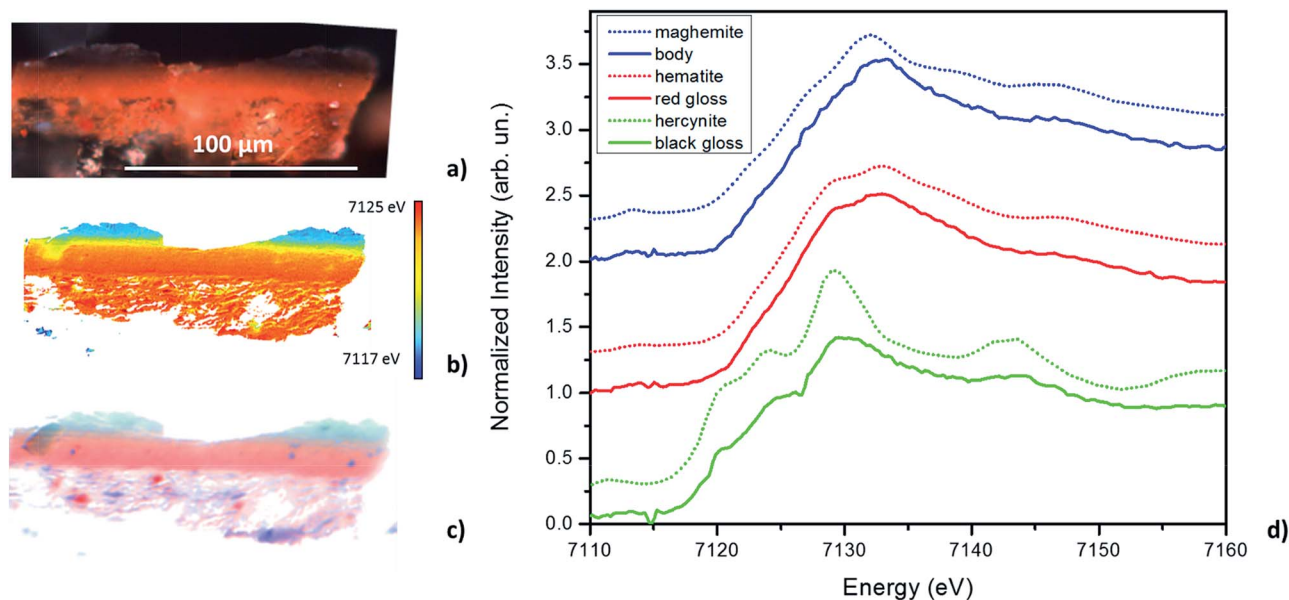 100 µm
a)
7125 eV
7117 eV
b)
c)
maghemite
body
hematite
red gloss
hercynite
black gloss
Normalized Intensity (arb. un.)
3.5
3.0
2.5
2.0
1.5
1.0
0.5
0.0
7110 7120 7130 7140 7150 7160
Energy (eV)
d)